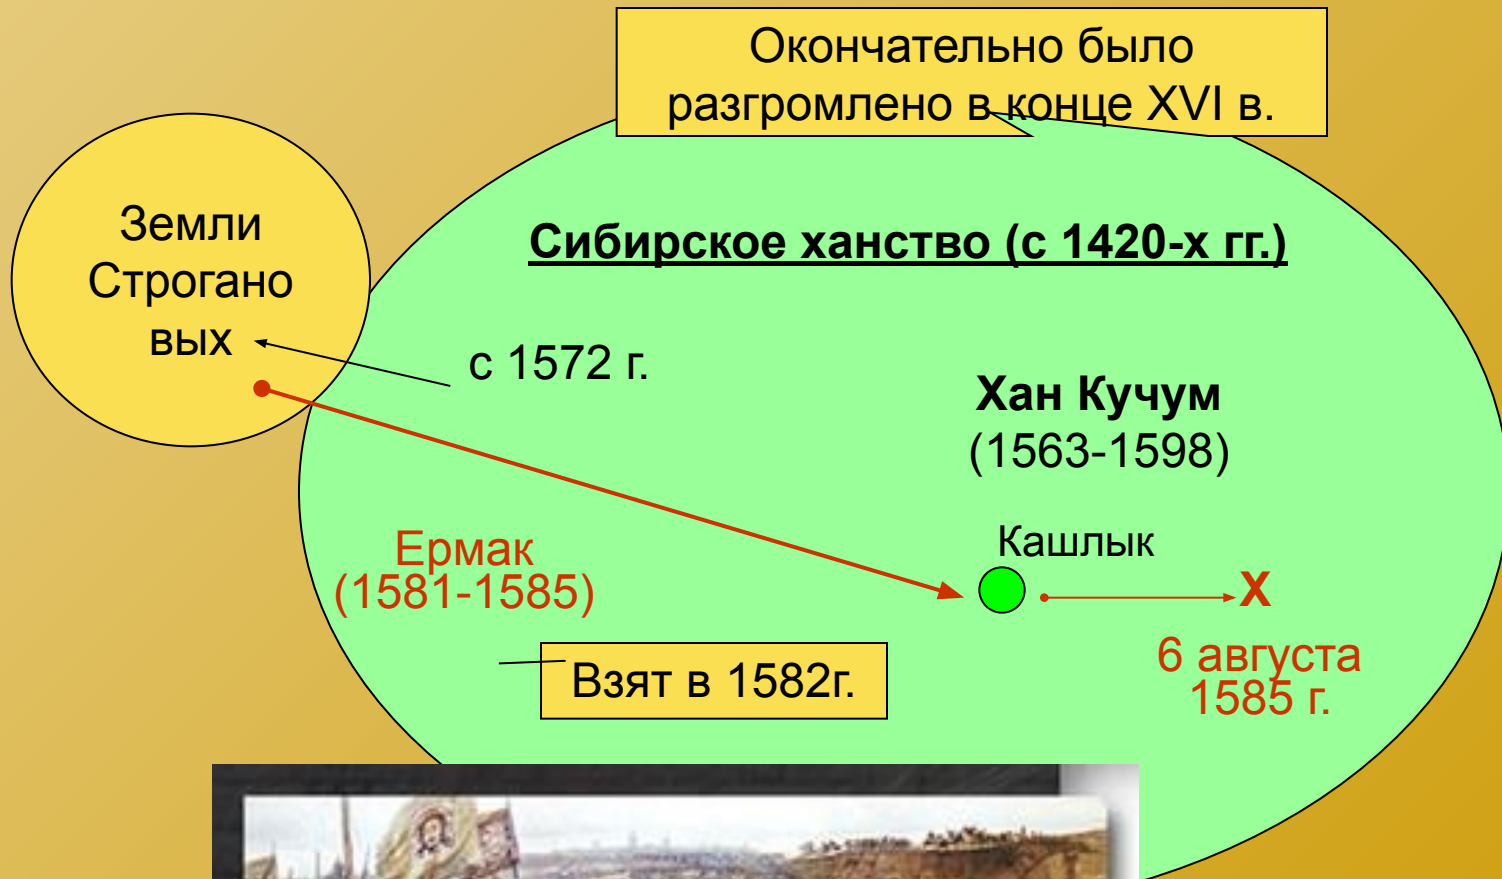 Окончательно было
разгромлено в конце XVI в.
Земли
Строгано
вых
Сибирское ханство (с 1420-х гг.)
с 1572 г.
Хан Кучум
(1563-1598)
Ермак
(1581-1585)
Кашлык
Х
6 августа
1585 г.
Взят в 1582г.